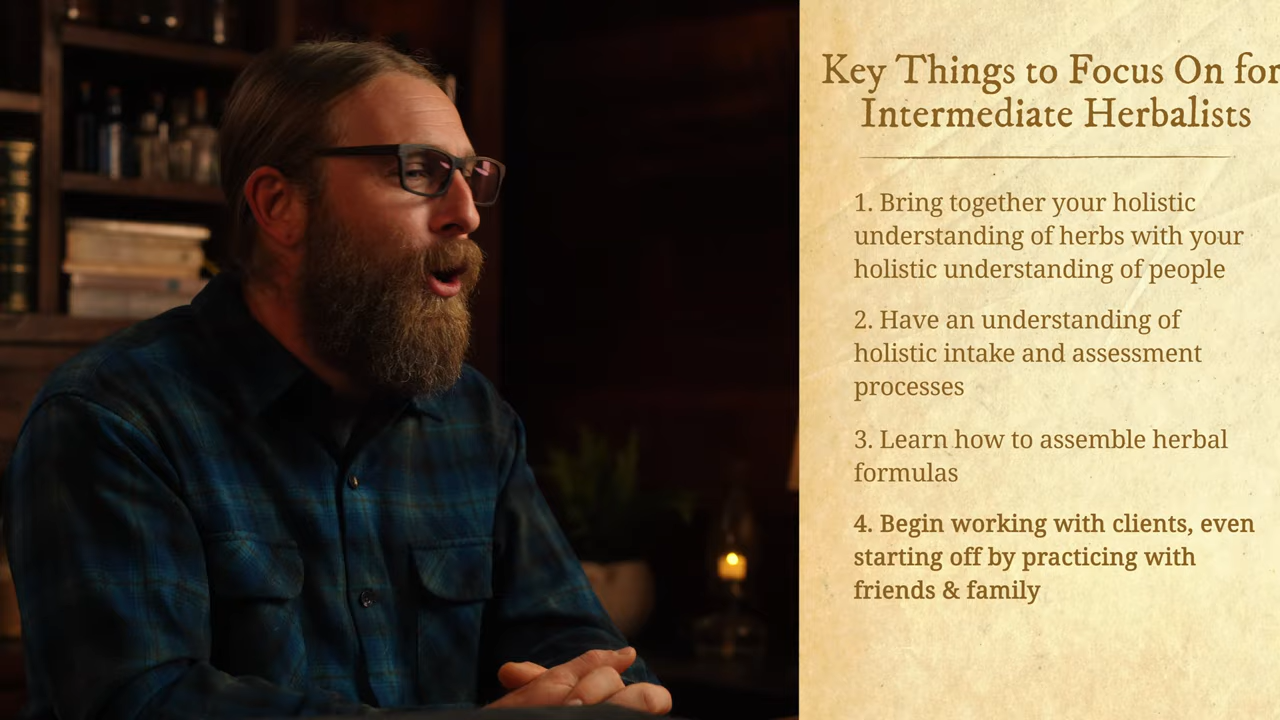 Key Things to Focus On for
Intermediate Herbalists
1. Bring together your holistic
understanding of herbs with your
holistic understanding of people
2. Have an understanding of
holistic intake and assessment
processes
3. Learn how to assemble herbal
formulas
4. Begin working with clients, even
starting off by practicing with
friends & family